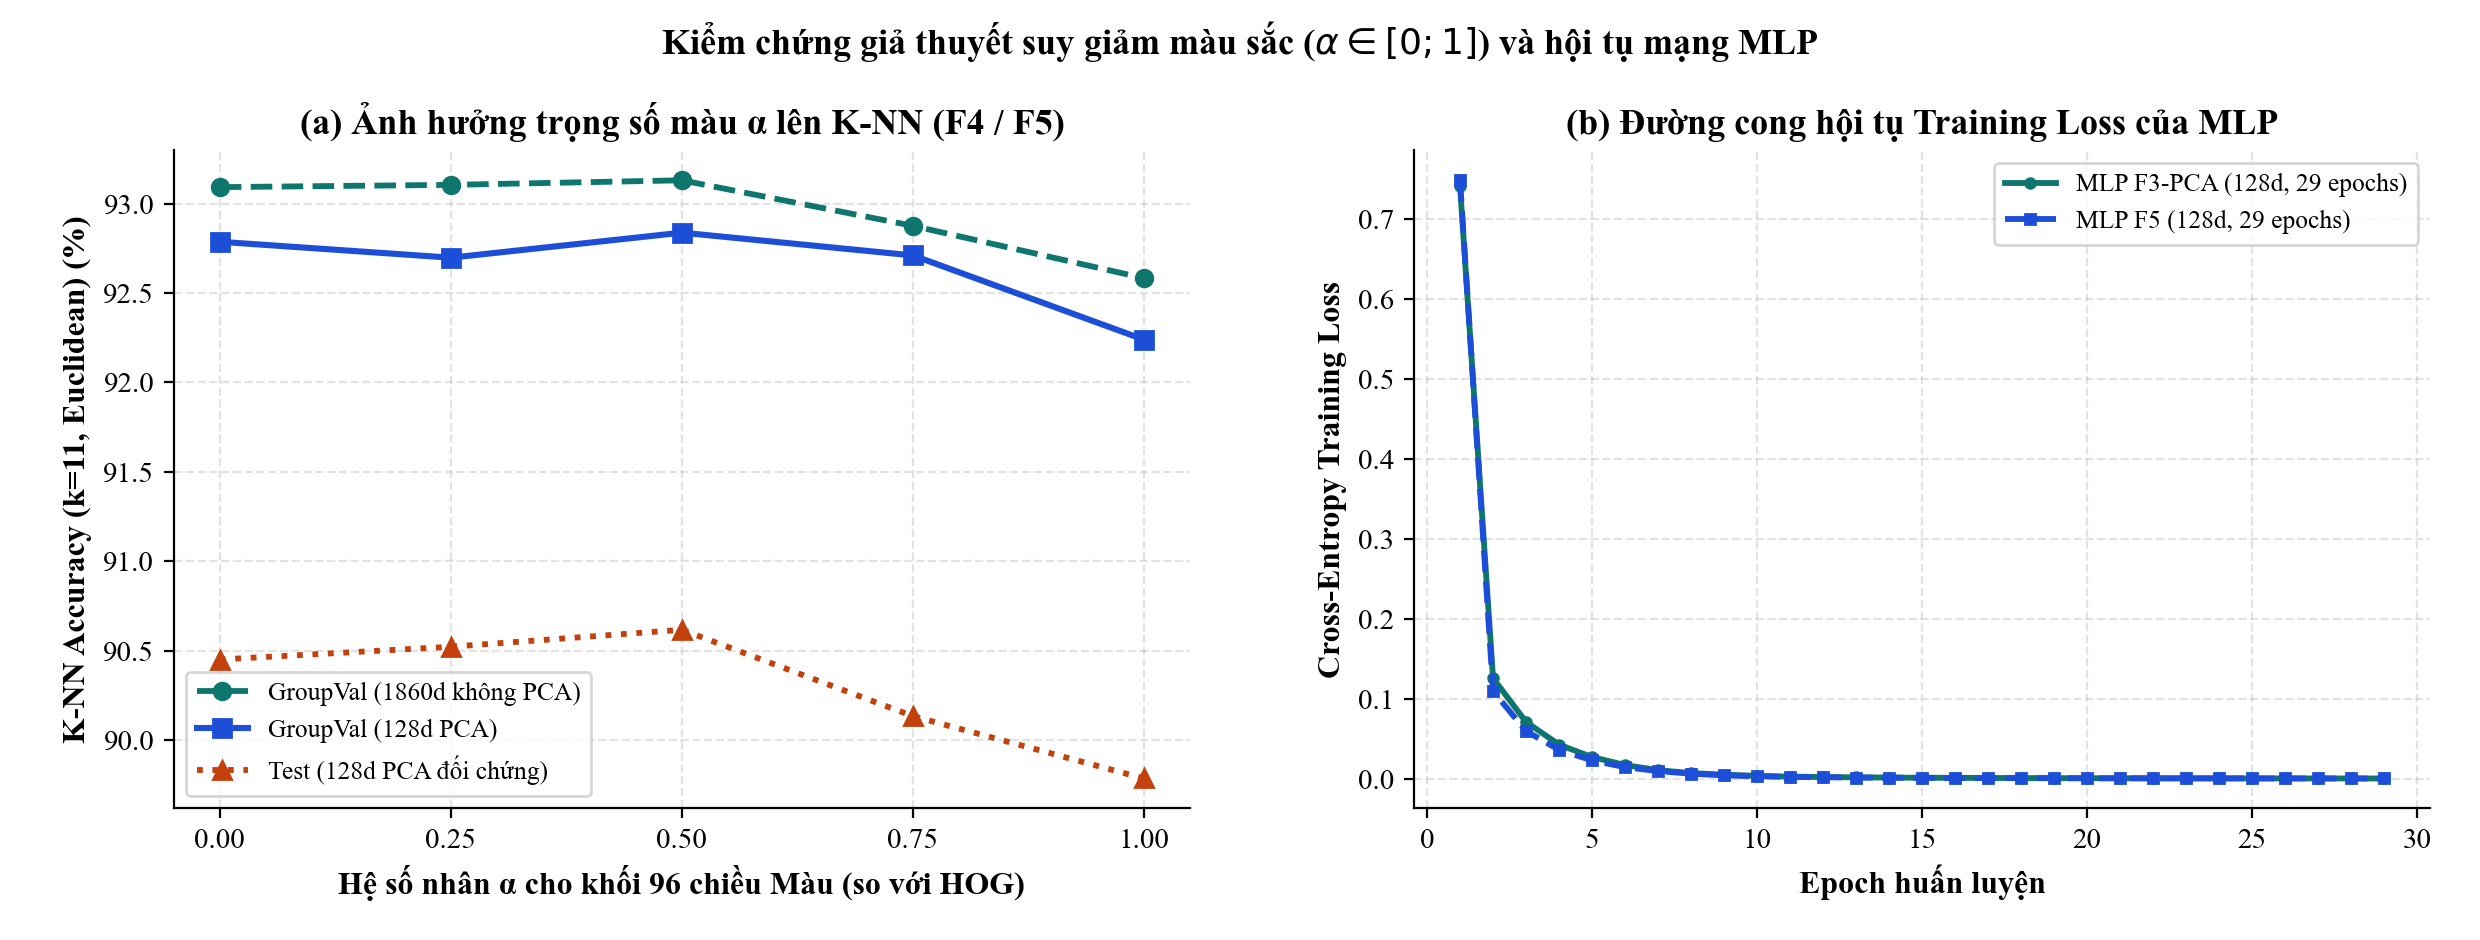 Kiểm chứng giả thuyết suy giảm màu sắc (α ∈ [0; 1]) và hội tụ mạng MLP
(a) Ảnh hưởng trọng số màu α lên K-NN (F4 / F5)
K-NN Accuracy (k=11, Euclidean) (%)
93.0
92.5
92.0
91.5
91.0
90.5
90.0
GroupVal (1860d không PCA)
GroupVal (128d PCA)
Test (128d PCA đối chứng)
0.00 0.25 0.50 0.75 1.00
Hệ số nhân α cho khối 96 chiều Màu (so với HOG)
(b) Đường cong hội tụ Training Loss của MLP
Cross-Entropy Training Loss
0.7
0.6
0.5
0.4
0.3
0.2
0.1
0.0
MLP F3-PCA (128d, 29 epochs)
MLP F5 (128d, 29 epochs)
0 5 10 15 20 25 30
Epoch huấn luyện